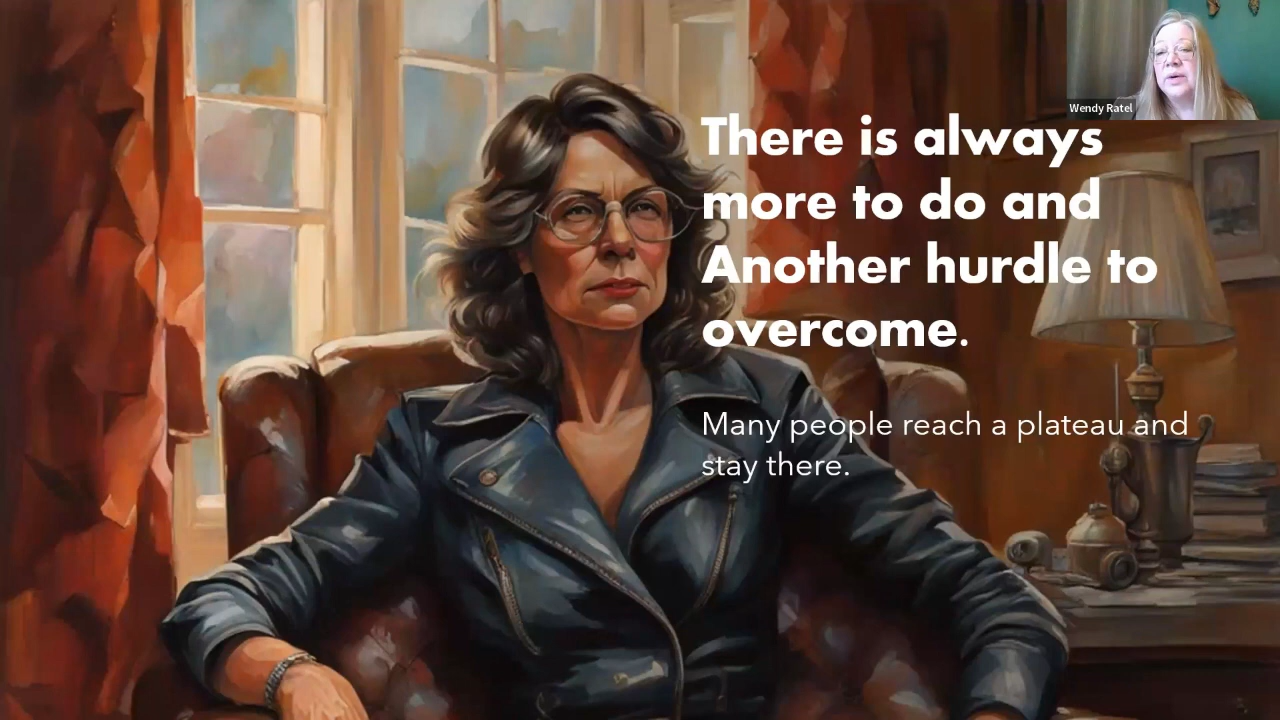 Wendy Ratel
There is always
more to do and
Another hurdle to
overcome.
Many people reach a plateau and
stay there.